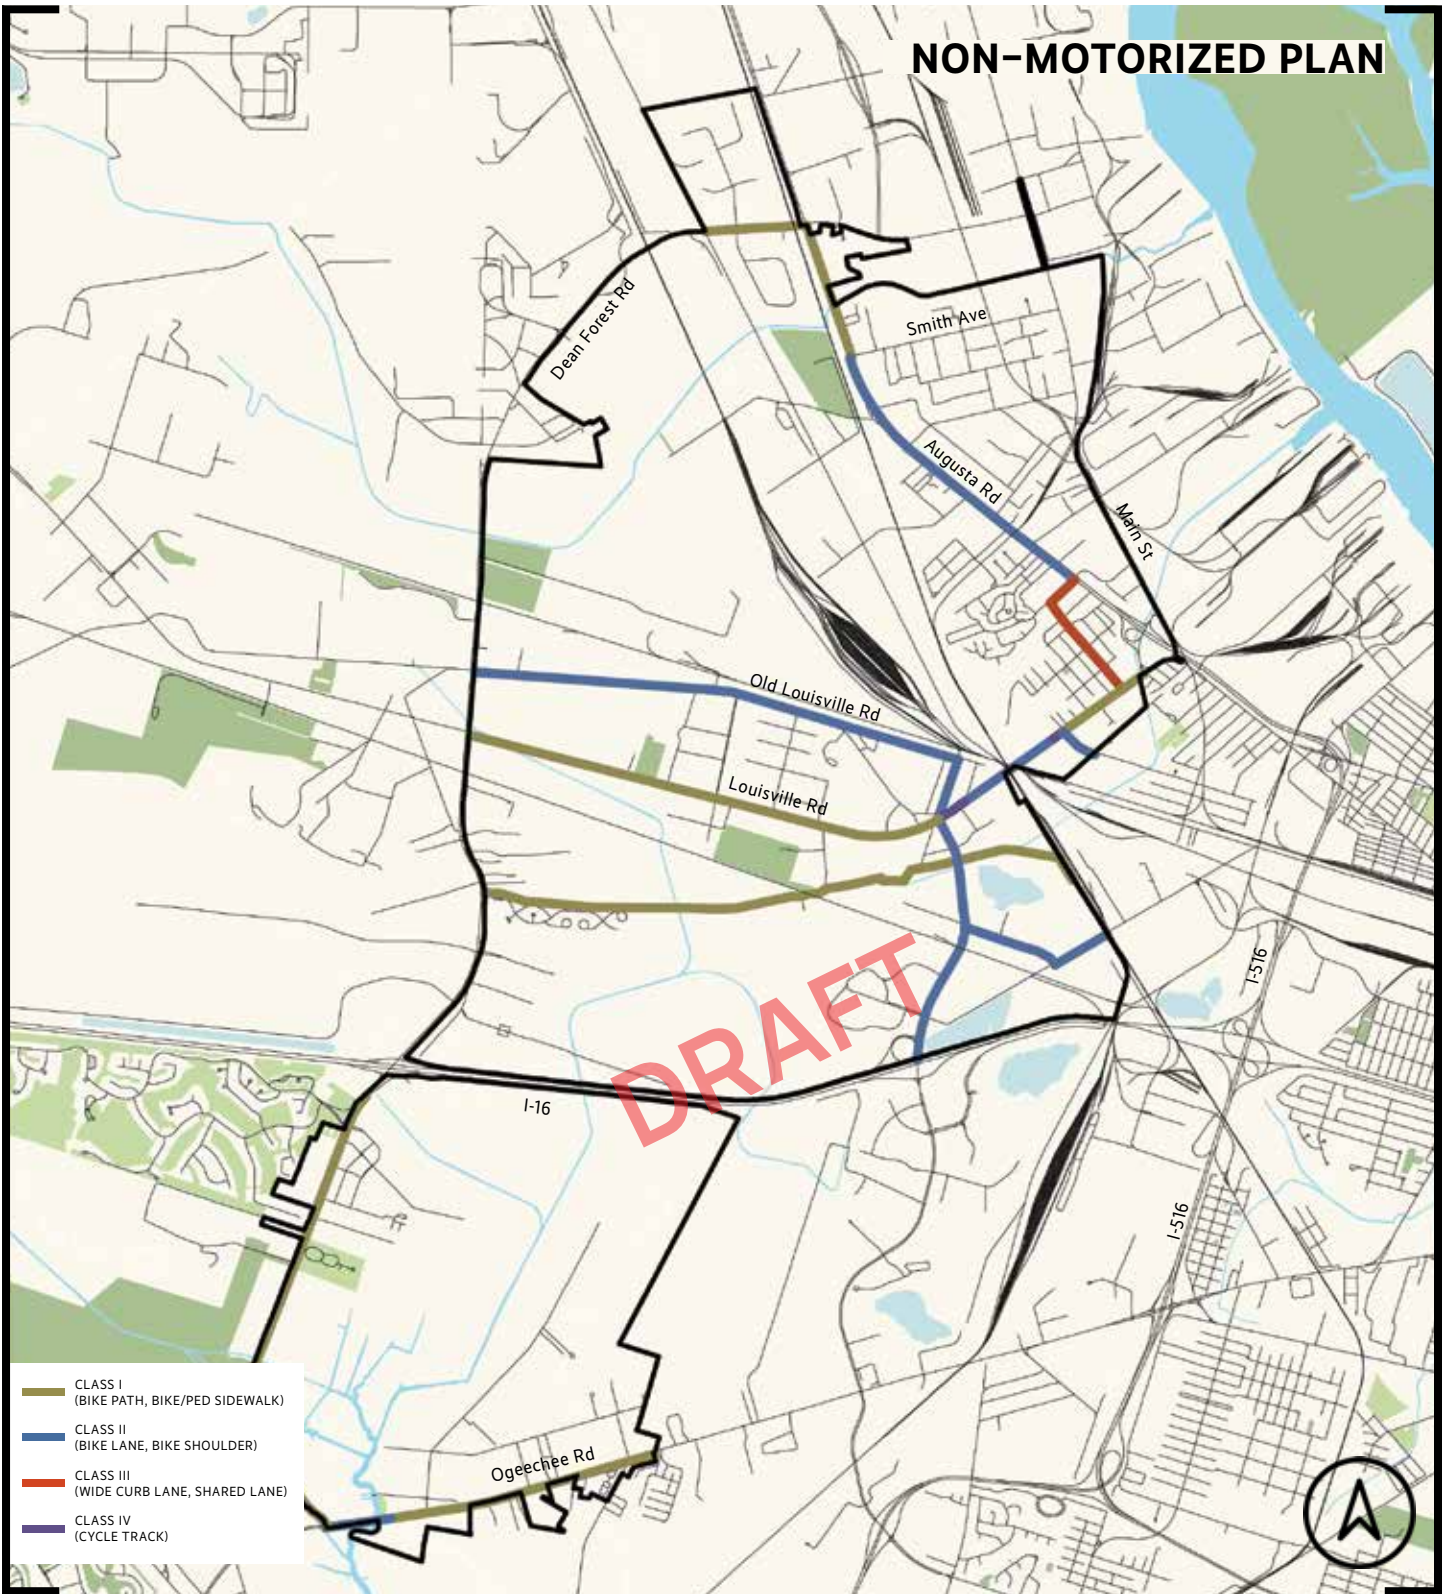 NON-MOTORIZED PLAN
Dean Forest Rd
Smith Ave
Augusta Rd
Main St
Old Louisville Rd
Louisville Rd
DRAFT
I-516
I-16
I-516
Ogeechee Rd
CLASS I
(BIKE PATH, BIKE/PED SIDEWALK)
CLASS II
(BIKE LANE, BIKE SHOULDER)
CLASS III
(WIDE CURB LANE, SHARED LANE)
CLASS IV
(CYCLE TRACK)